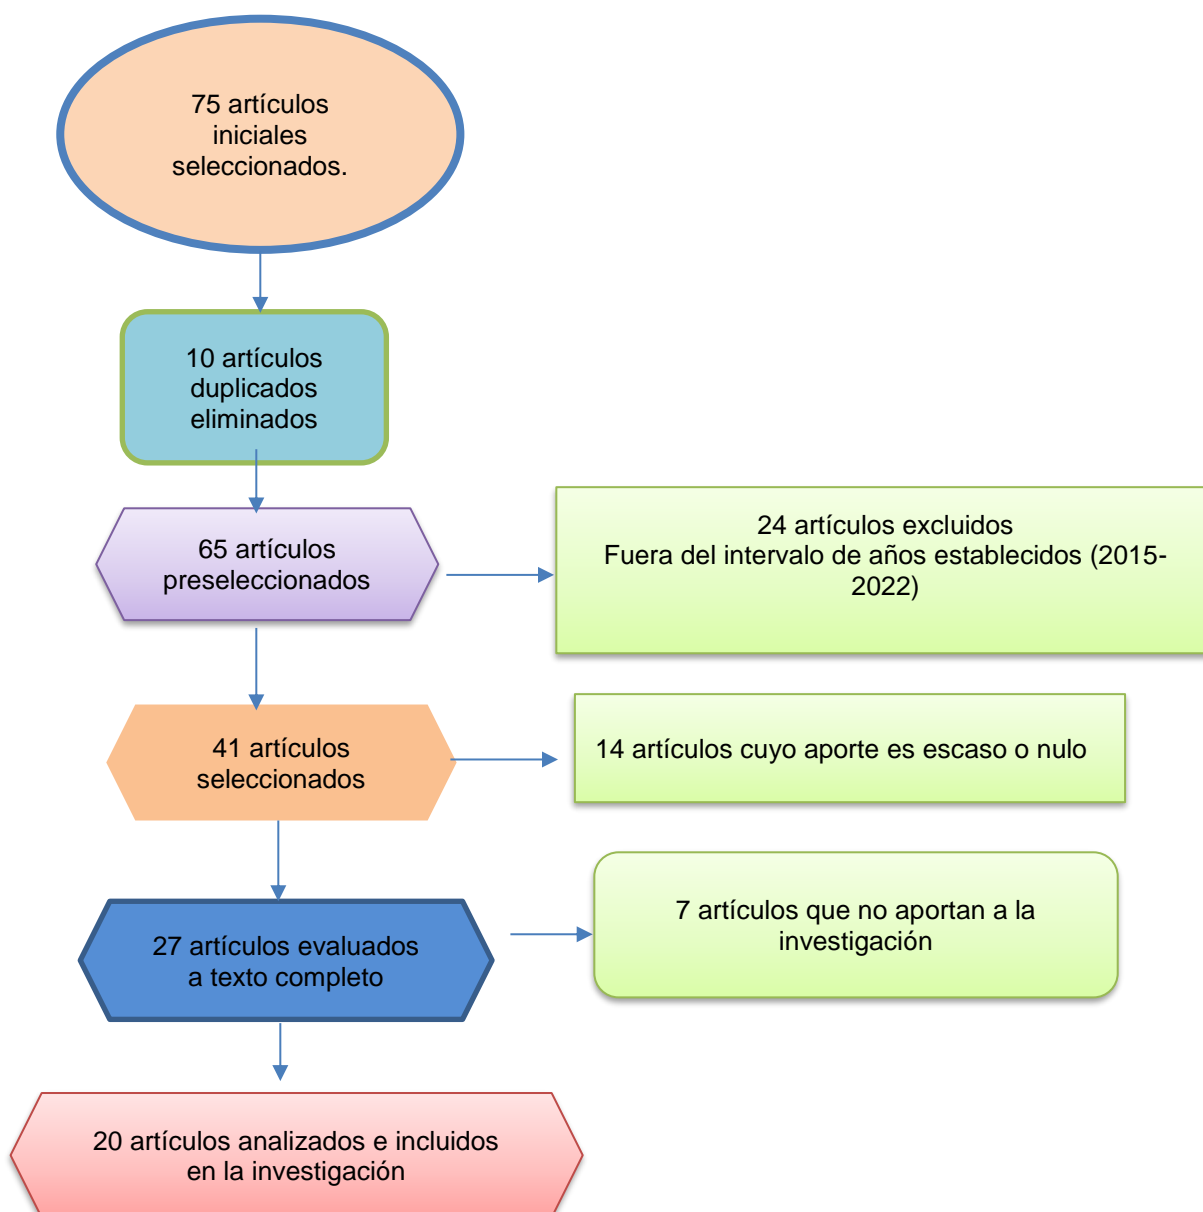 75 artículos
iniciales
seleccionados.
10 artículos
duplicados
eliminados
65 artículos
preseleccionados
24 artículos excluidos
Fuera del intervalo de años establecidos (2015-
2022)
41 artículos
seleccionados
14 artículos cuyo aporte es escaso o nulo
27 artículos evaluados
a texto completo
7 artículos que no aportan a la
investigación
20 artículos analizados e incluidos
en la investigación